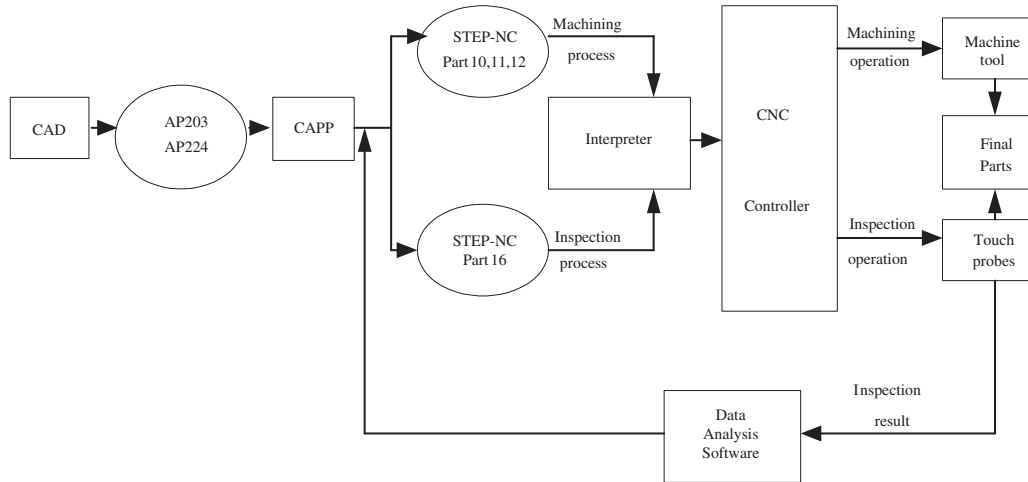 CAD
AP203
AP224
CAPP
STEP-NC
Part 10,11,12
Machining
process
STEP-NC
Part 16
Inspection
process
Interpreter
CNC
Controller
Machining
operation
Machine
tool
Final
Parts
Inspection
operation
Touch
probes
Inspection
result
Data
Analysis
Software